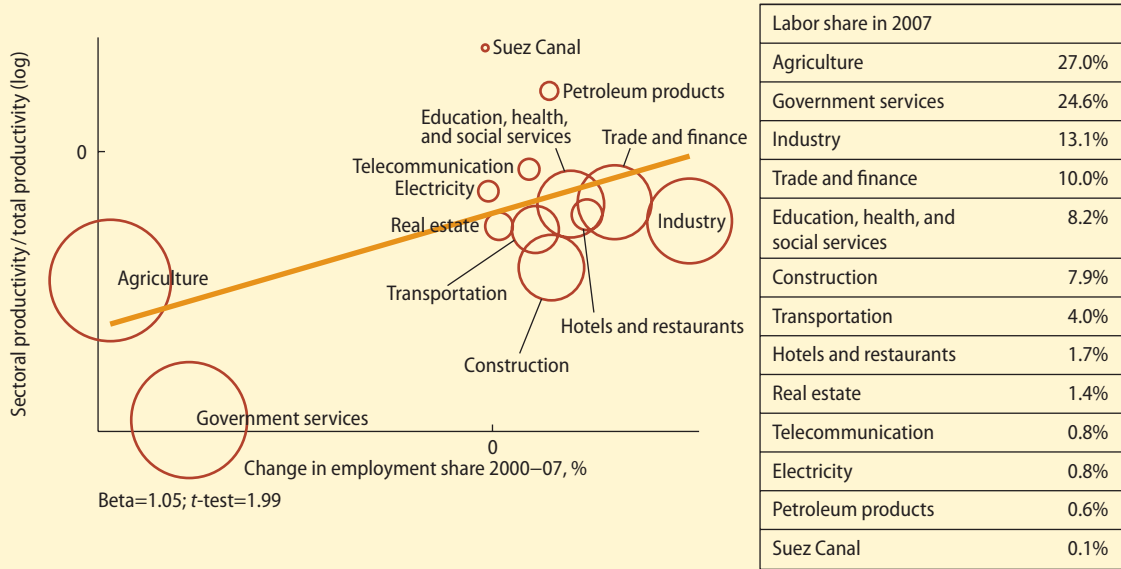 Sectoral productivity / total productivity (log)
0
Suez Canal
Petroleum products
Education, health,
and social services
Trade and finance
Telecommunication
Electricity
Real estate
Industry
Agriculture
Transportation
Hotels and restaurants
Construction
Government services
0
Change in employment share 2000–07, %
Beta=1.05; t-test=1.99
Labor share in 2007
Agriculture 27.0%
Government services 24.6%
Industry 13.1%
Trade and finance 10.0%
Education, health, and 8.2%
social services
Construction 7.9%
Transportation 4.0%
Hotels and restaurants 1.7%
Real estate 1.4%
Telecommunication 0.8%
Electricity 0.8%
Petroleum products 0.6%
Suez Canal 0.1%